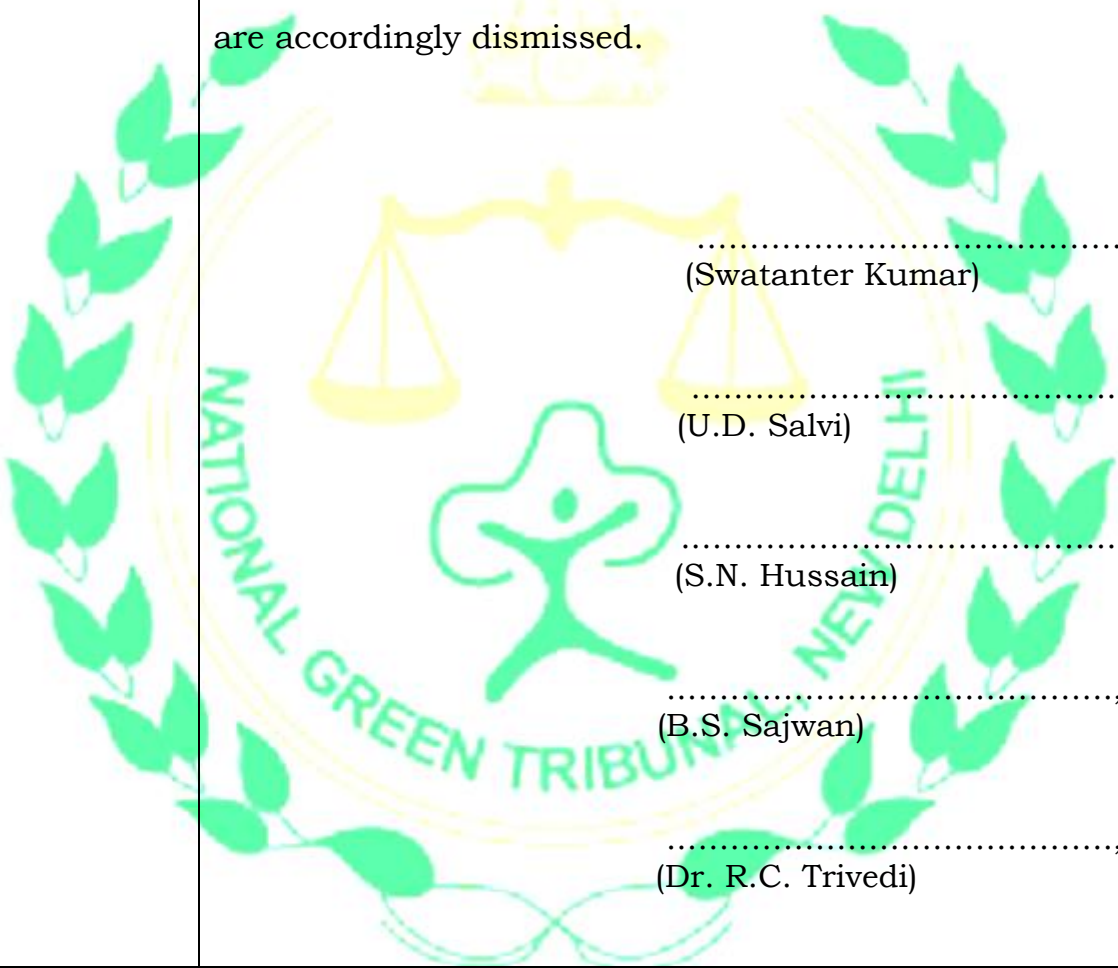 are accordingly dismissed.
…………………………………….
(Swatanter Kumar)
…………………………………….
(U.D. Salvi)
…………………………………….
(S.N. Hussain)
…………………………………….,
(B.S. Sajwan)
…………………………………….,
(Dr. R.C. Trivedi)
NATIONAL GREEN TRIBUNAL, NEW DELHI